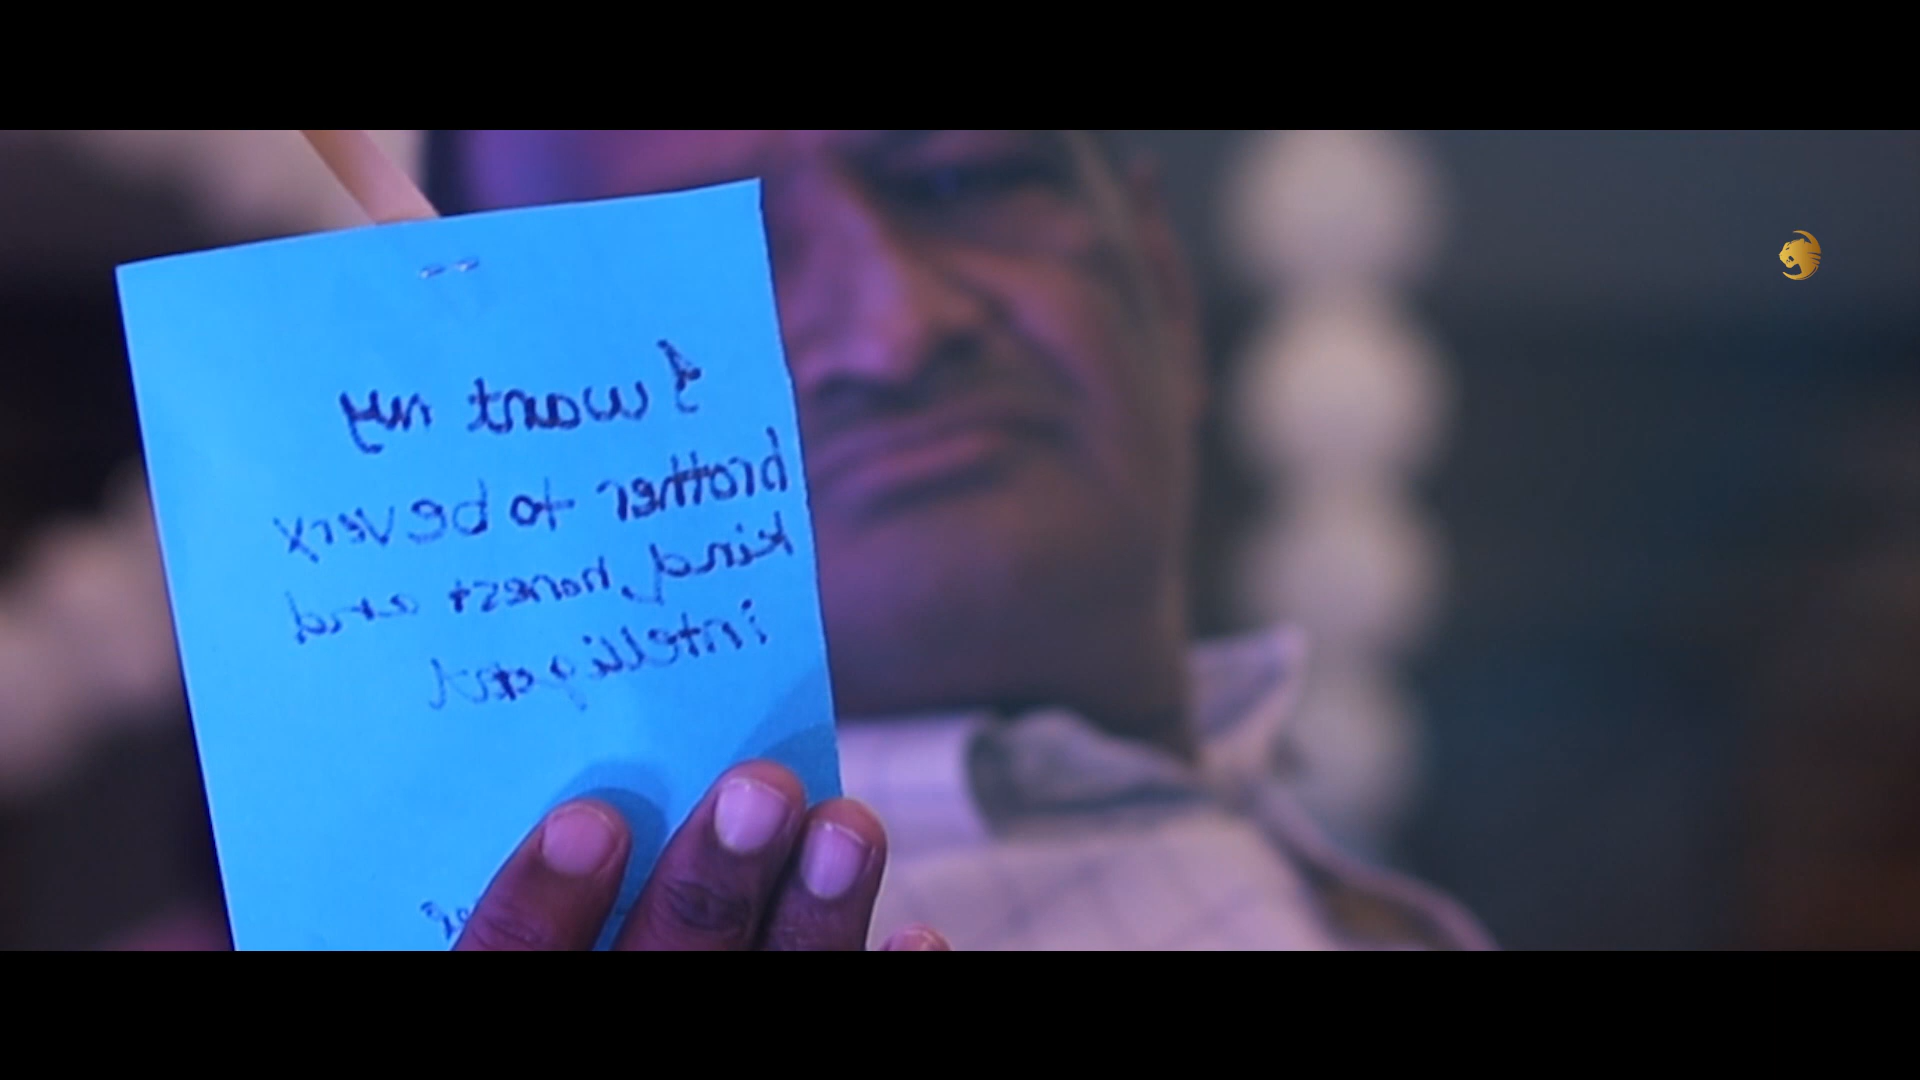 I want my
brother to be very
kind, honest and
intelligent